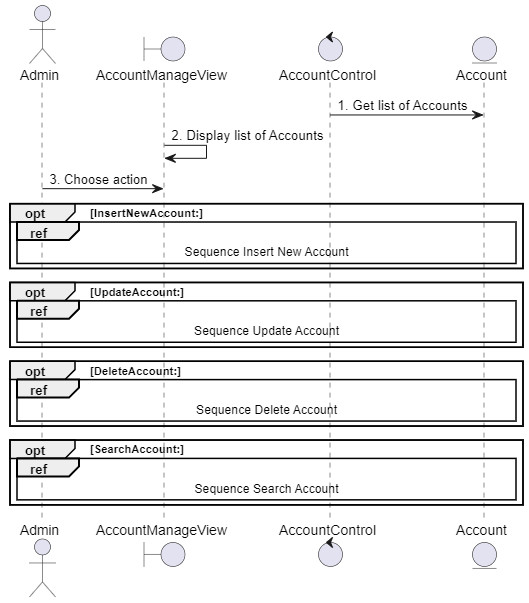 Admin AccountManageView AccountControl Account
1. Get list of Accounts
2. Display list of Accounts
3. Choose action
opt [InsertNewAccount:]
ref
Sequence Insert New Account
opt [UpdateAccount:]
ref
Sequence Update Account
opt [DeleteAccount:]
ref
Sequence Delete Account
opt [SearchAccount:]
ref
Sequence Search Account
Admin AccountManageView AccountControl Account